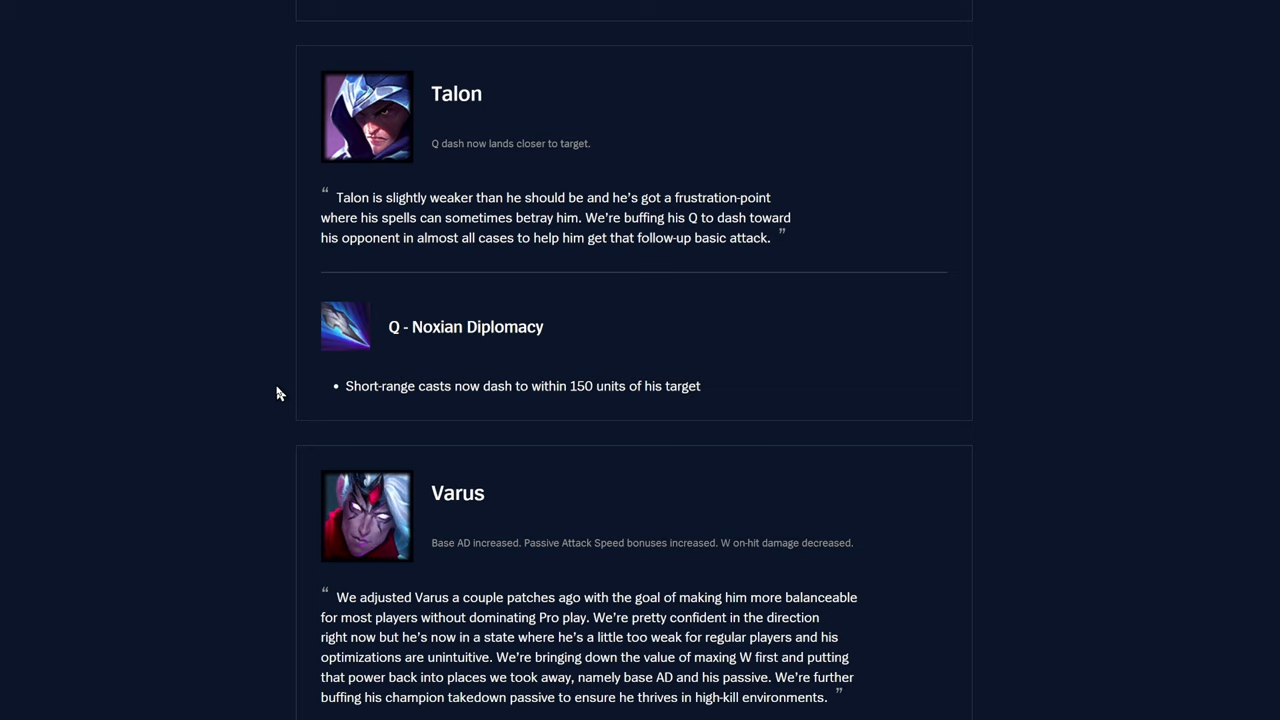 Talon
Q dash now lands closer to target.
“ Talon is slightly weaker than he should be and he’s got a frustration-point
where his spells can sometimes betray him. We’re buffing his Q to dash toward
his opponent in almost all cases to help him get that follow-up basic attack. ”
Q - Noxian Diplomacy
• Short-range casts now dash to within 150 units of his target
Varus
Base AD increased. Passive Attack Speed bonuses increased. W on-hit damage decreased.
“ We adjusted Varus a couple patches ago with the goal of making him more balanceable
for most players without dominating Pro play. We’re pretty confident in the direction
right now but he’s now in a state where he’s a little too weak for regular players and his
optimizations are unintuitive. We’re bringing down the value of maxing W first and putting
that power back into places we took away, namely base AD and his passive. We’re further
buffing his champion takedown passive to ensure he thrives in high-kill environments. ”